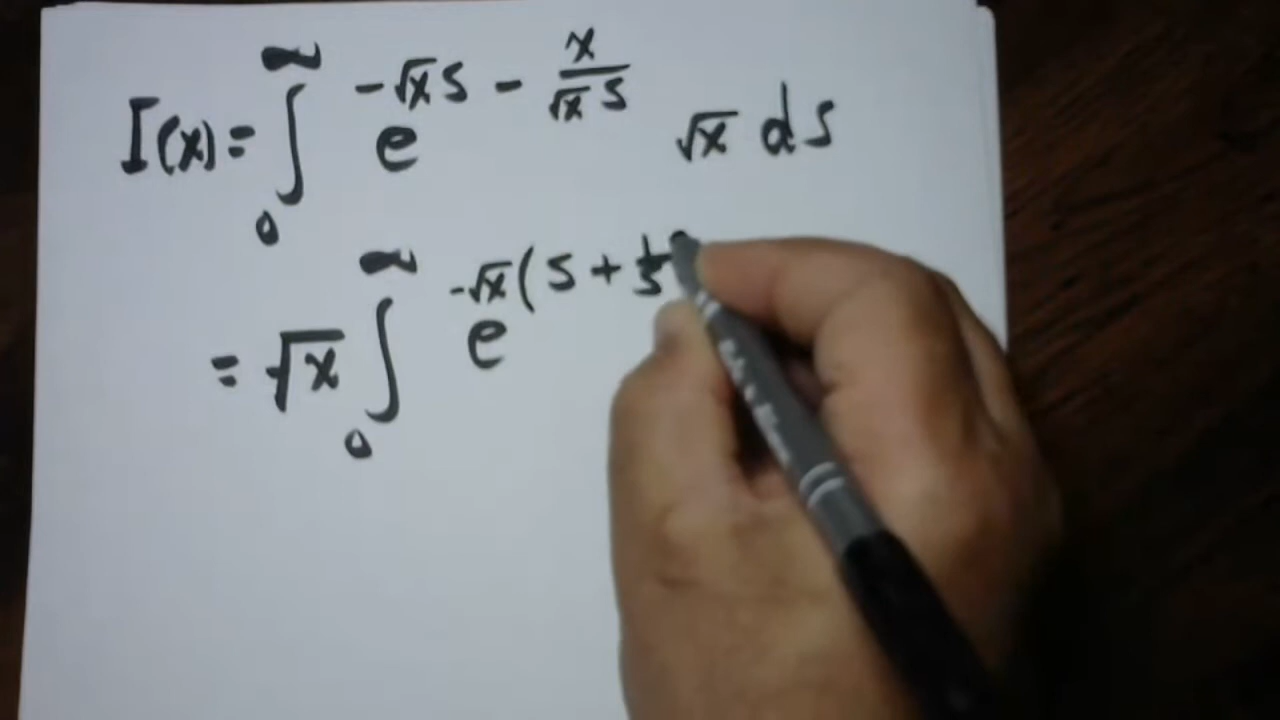 I(x) = ∫₀^∞ e^(-√x s - x/(√x s)) √x ds
= √x ∫₀^∞ e^(-√x (s + 1/s